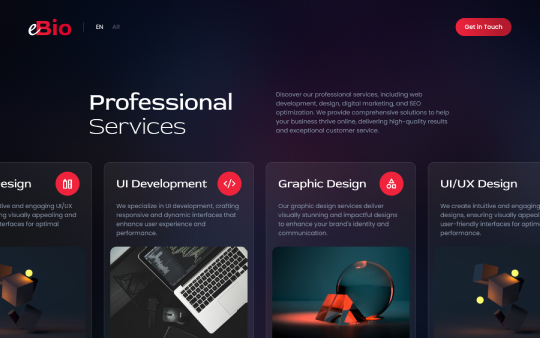 eBio
EN AR
Get in Touch
Professional
Services
Discover our professional services, including web
development, design, digital marketing, and SEO
optimization. We provide comprehensive solutions to help
your business thrive online, delivering high-quality results
and exceptional customer service.
esign
itive and engaging UI/UX
ring visually appealing and
interfaces for optimal
UI Development
We specialize in UI development, crafting
responsive and dynamic interfaces that
enhance user experience and
performance.
Graphic Design
Our graphic design services deliver
visually stunning and impactful designs
to enhance your brand's identity and
communication.
UI/UX Design
We create intuitive and engaging
designs, ensuring visually appeali
user-friendly interfaces for optima
performance.